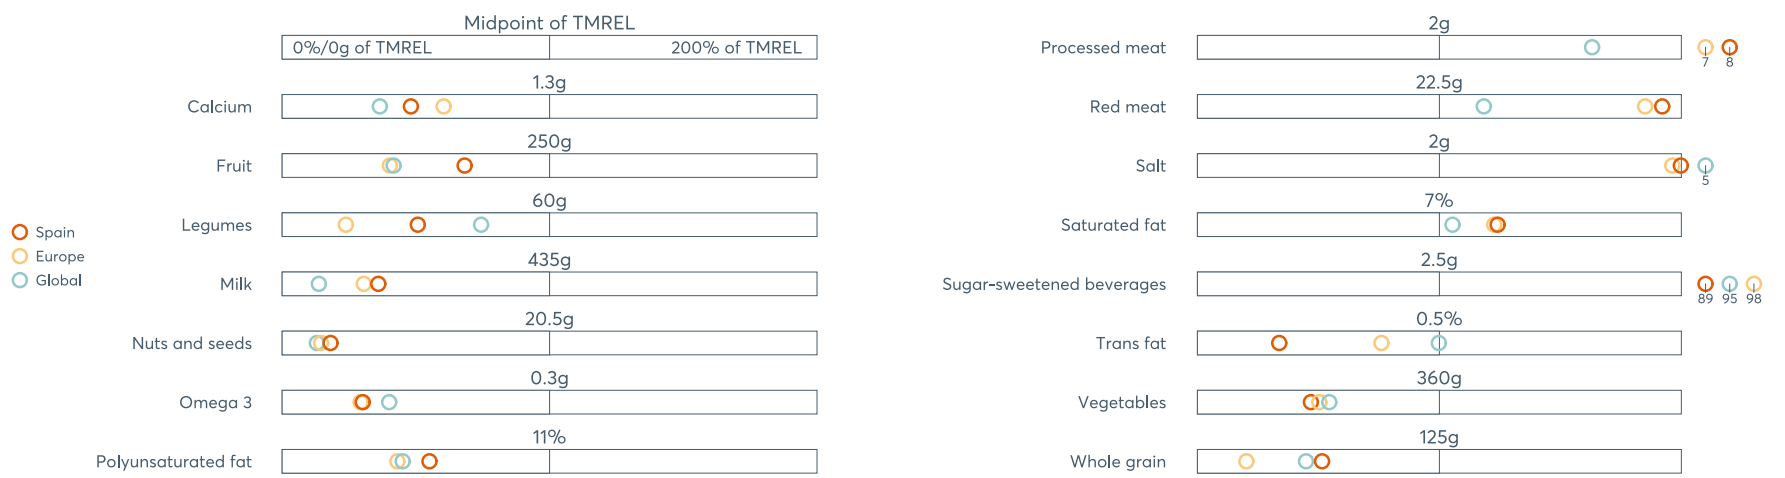 Midpoint of TMREL
0%/0g of TMREL 200% of TMREL
1.3g
Calcium
250g
Fruit
60g
Legumes
435g
Milk
20.5g
Nuts and seeds
0.3g
Omega 3
11%
Polyunsaturated fat
Spain
Europe
Global
2g
Processed meat
7 8
22.5g
Red meat
2g
Salt
5
7%
Saturated fat
2.5g
Sugar-sweetened beverages
89 95 98
0.5%
Trans fat
360g
Vegetables
125g
Whole grain